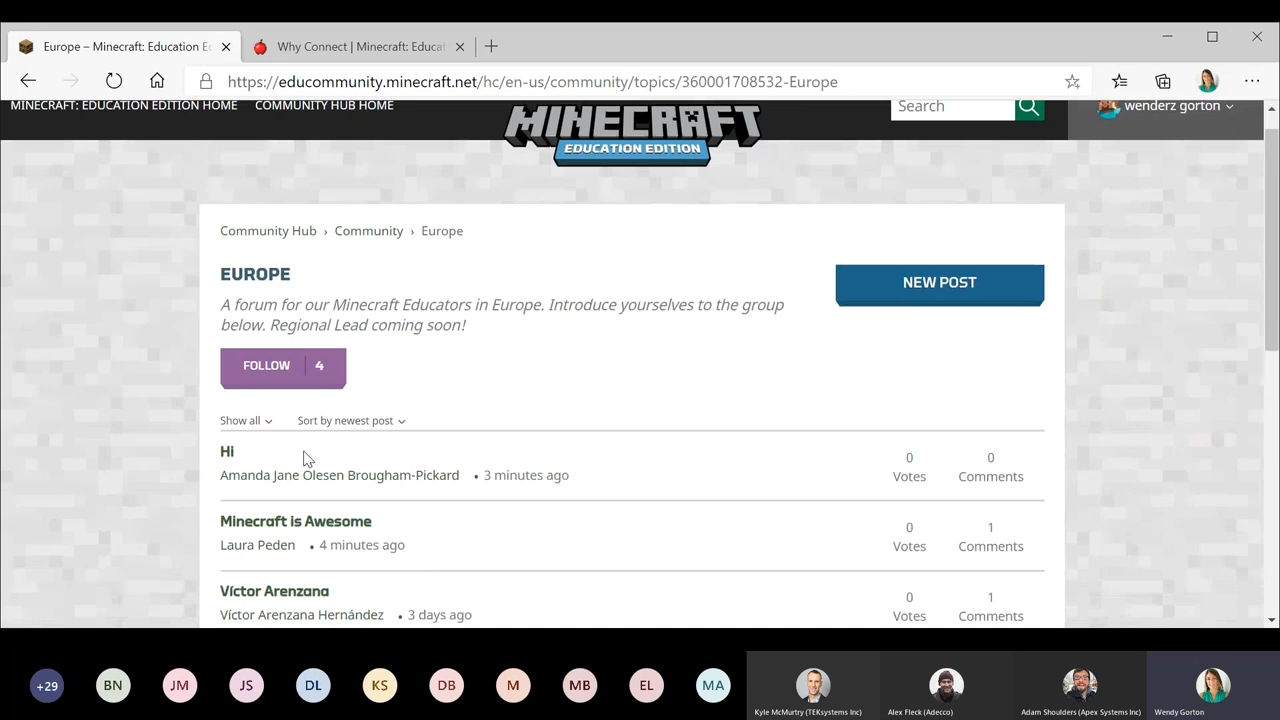 Europe – Minecraft: Education E
Why Connect | Minecraft: Educat
https://educommunity.minecraft.net/hc/en-us/community/topics/360001708532-Europe
MINECRAFT: EDUCATION EDITION HOME
COMMUNITY HUB HOME
MINECRAFT
EDUCATION EDITION
Search
wenderz gorton
Community Hub › Community › Europe
EUROPE
NEW POST
A forum for our Minecraft Educators in Europe. Introduce yourselves to the group
below. Regional Lead coming soon!
FOLLOW 4
Show all
Sort by newest post
Hi
Amanda Jane Olesen Brougham-Pickard • 3 minutes ago
0 0
Votes Comments
Minecraft is Awesome
Laura Peden • 4 minutes ago
0 1
Votes Comments
Víctor Arenzana
Víctor Arenzana Hernández • 3 days ago
0 1
Votes Comments
+29 BN JM JS DL KS DB M MB EL MA
Kyle McMurtry (TEKsystems Inc)
Alex Fleck (Adecco)
Adam Shoulders (Apex Systems Inc)
Wendy Gorton